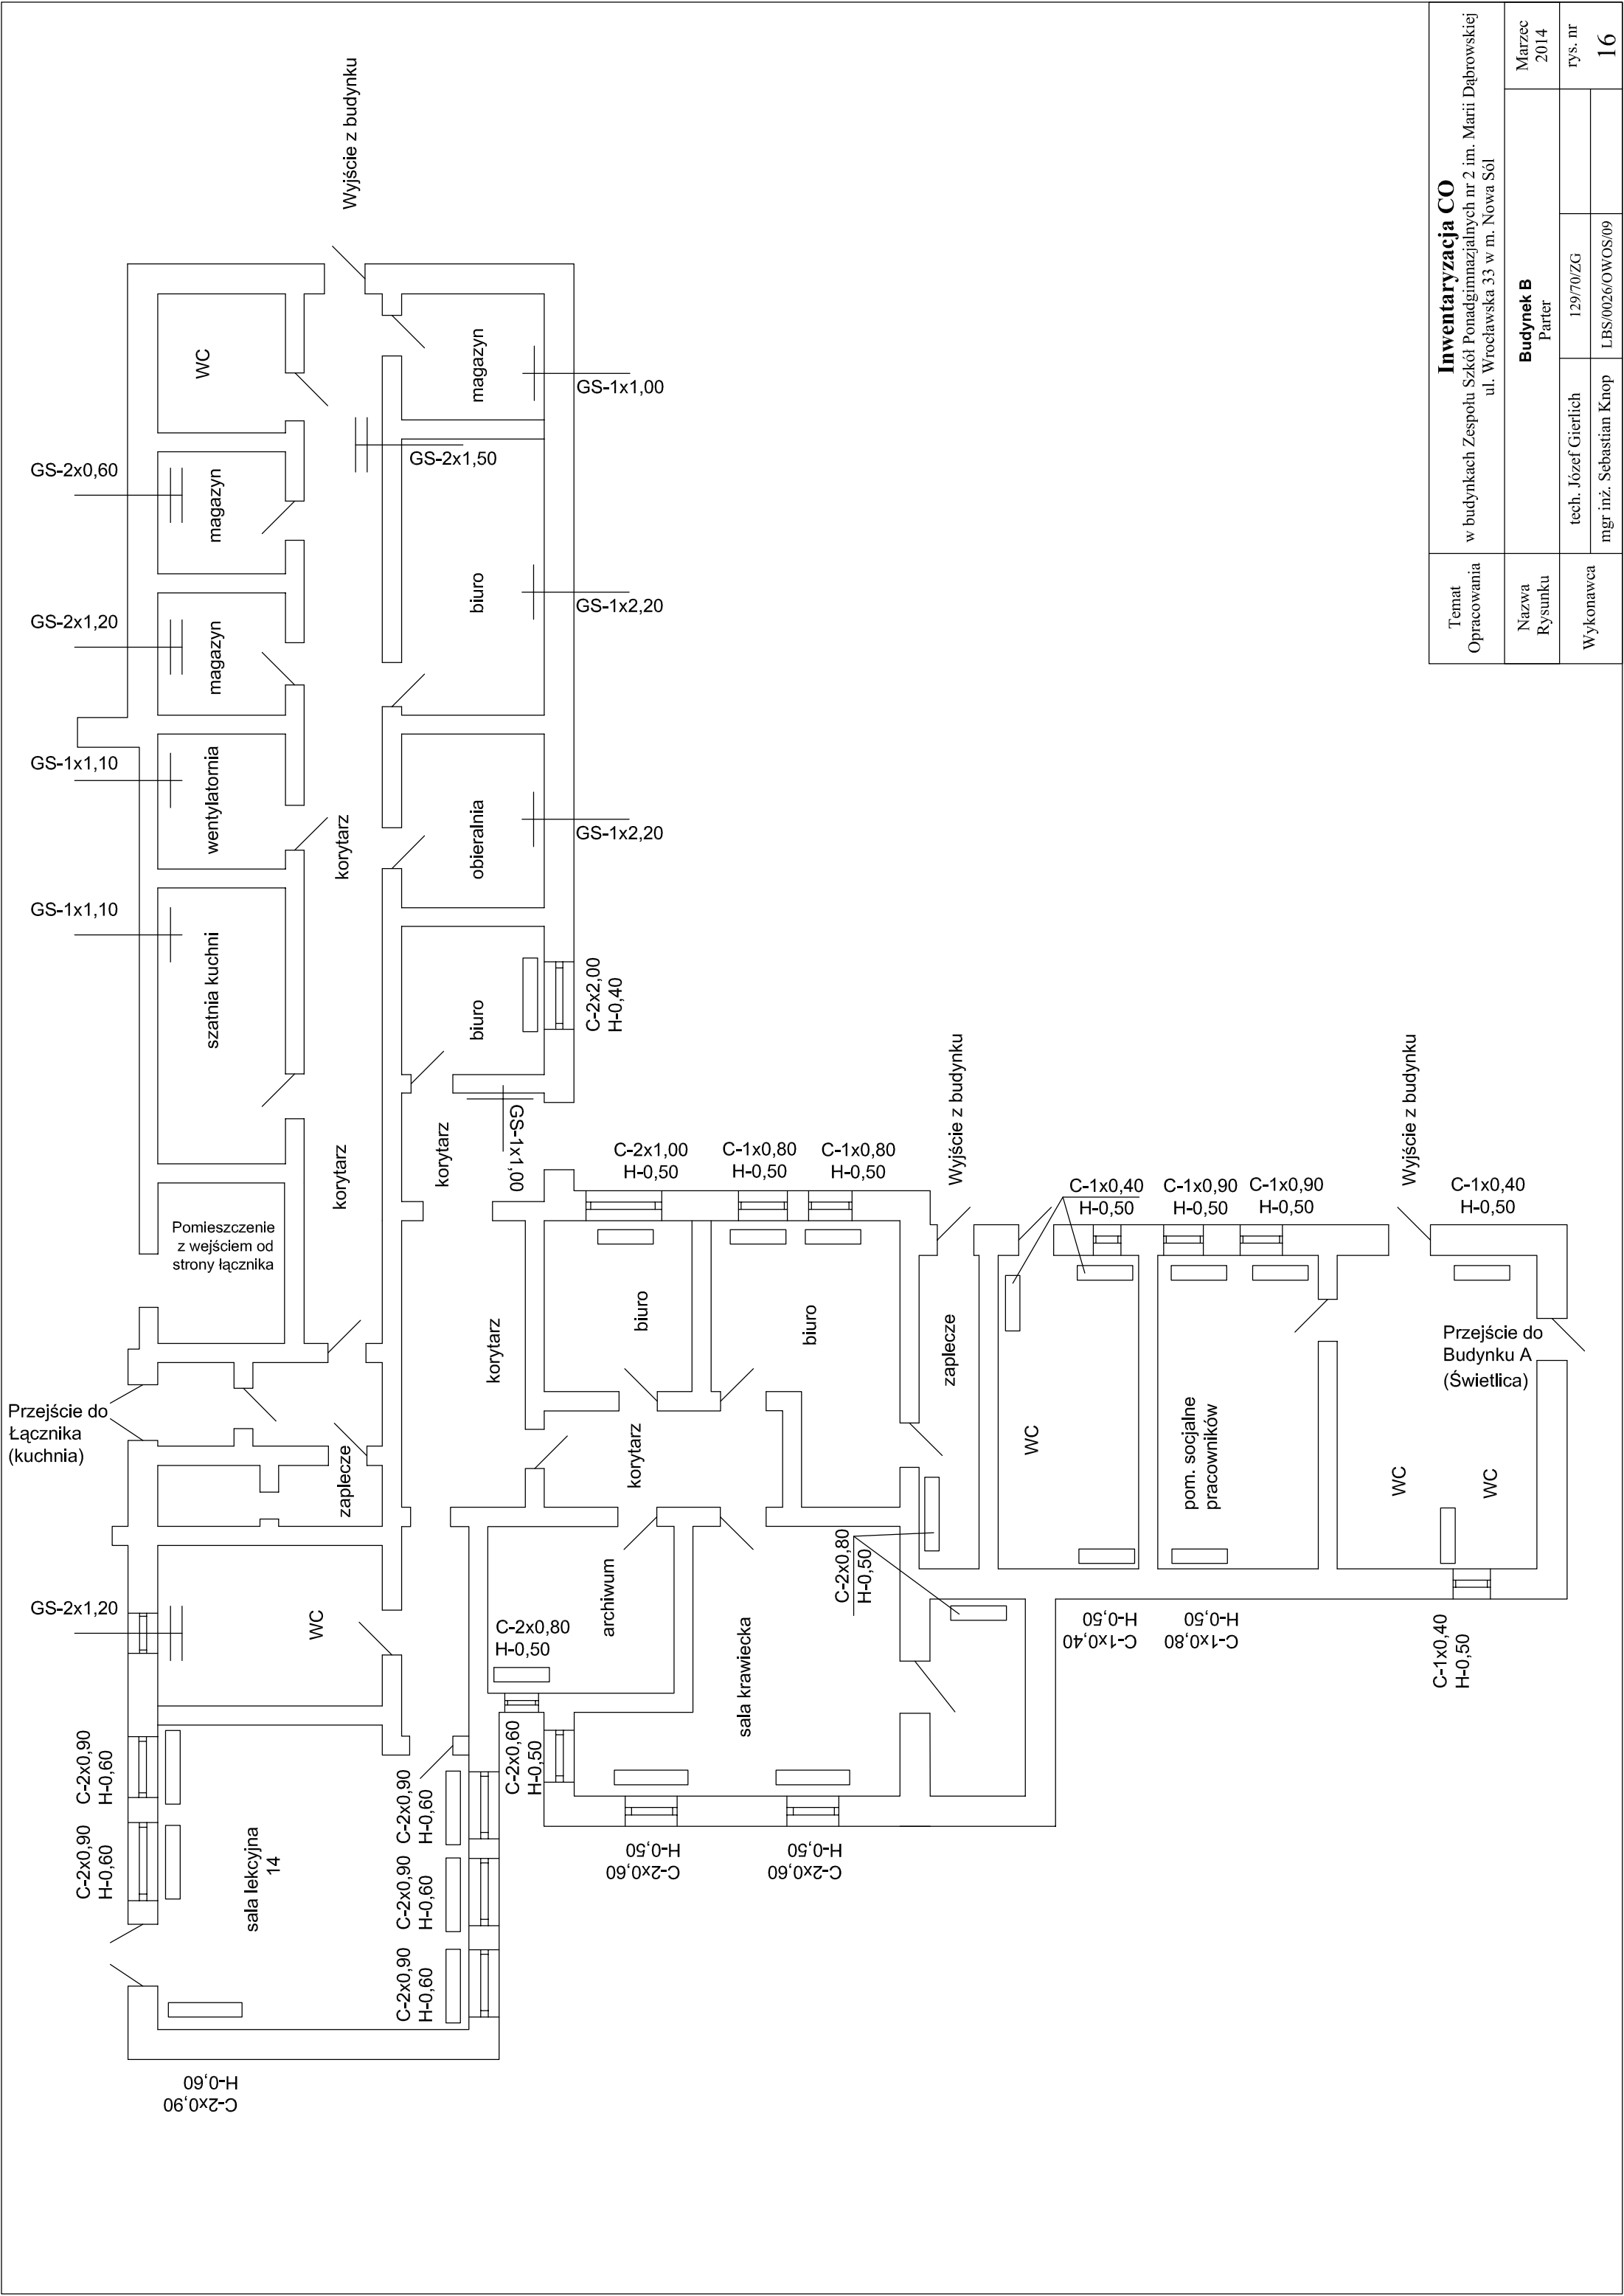 Wyjście z budynku
WC
magazyn
GS-1x1,00
GS-2x1,50
GS-2x0,60
magazyn
biuro
GS-1x2,20
GS-2x1,20
magazyn
GS-1x1,10
wentylatornia
korytarz
obieralnia
GS-1x2,20
GS-1x1,10
szatnia kuchni
biuro
C-2x2,00
H-0,40
korytarz
korytarz
GS-1x1,00
Pomieszczenie
z wejściem od
strony łącznika
Przejście do
Łącznika
(kuchnia)
zaplecze
korytarz
C-2x1,00
H-0,50
C-1x0,80
H-0,50
C-1x0,80
H-0,50
biuro
biuro
korytarz
zaplecze
Wyjście z budynku
C-1x0,40
H-0,50
C-1x0,90
H-0,50
C-1x0,90
H-0,50
Wyjście z budynku
C-1x0,40
H-0,50
WC
pom. socjalne
pracowników
Przejście do
Budynku A
(Świetlica)
WC
WC
GS-2x1,20
WC
archiwum
C-2x0,80
H-0,50
C-2x0,80
H-0,50
sala krawiecka
C-1x0,40
H-0,50
C-1x0,80
H-0,50
C-1x0,40
H-0,50
C-2x0,90
H-0,60
C-2x0,90
H-0,60
sala lekcyjna
14
C-2x0,90
H-0,60
C-2x0,90
H-0,60
C-2x0,90
H-0,60
C-2x0,60
H-0,50
C-2x0,60
H-0,50
C-2x0,60
H-0,50
C-2x0,90
H-0,60
Temat
Opracowania
Inwentaryzacja CO
w budynkach Zespołu Szkół Ponadgimnazjalnych nr 2 im. Marii Dąbrowskiej
ul. Wrocławska 33 w m. Nowa Sól
Nazwa
Rysunku
Budynek B
Parter
Marzec
2014
Wykonawca
tech. Józef Gierlich
129/70/ZG
mgr inż. Sebastian Knop
LBS/0026/OWOS/09
rys. nr
16